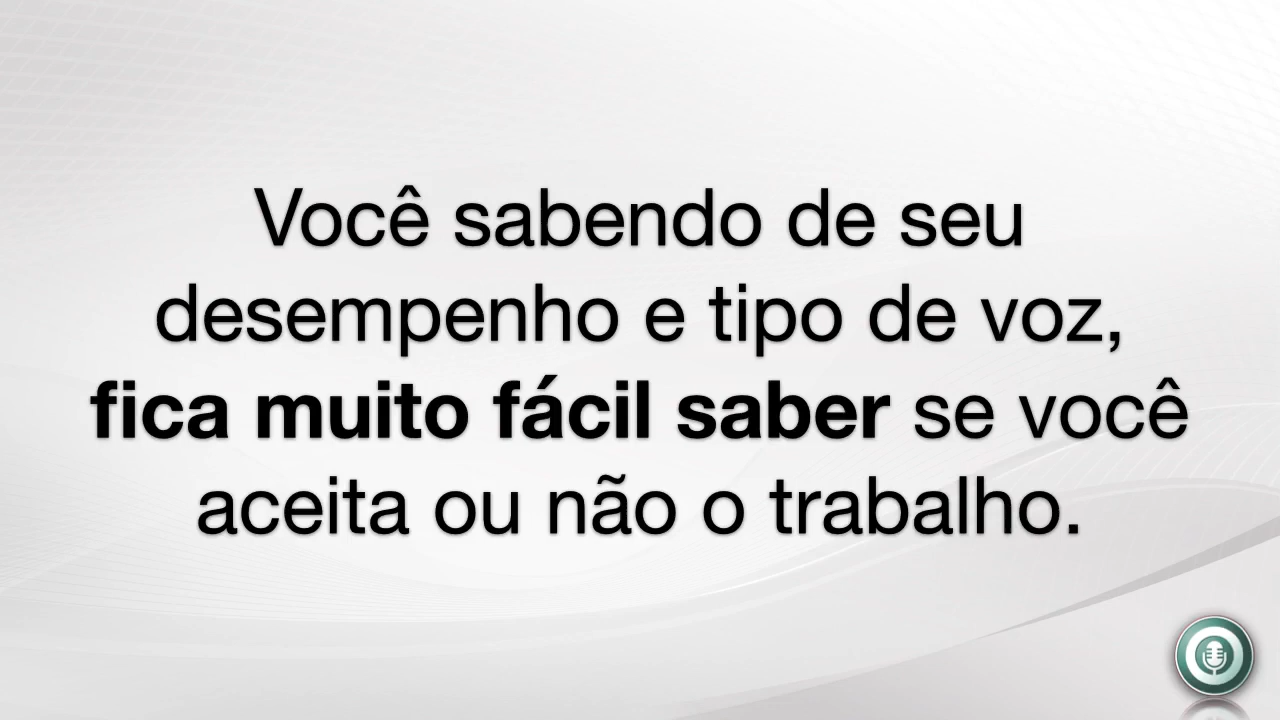 Você sabendo de seu
desempenho e tipo de voz,
fica muito fácil saber se você
aceita ou não o trabalho.